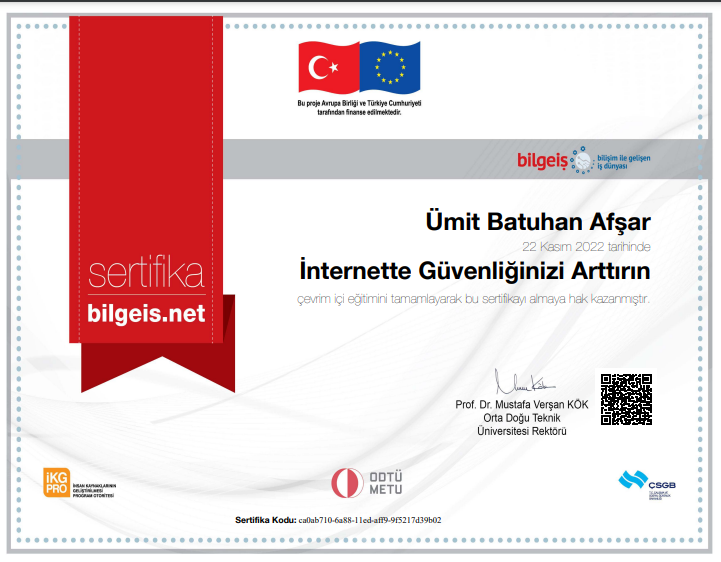 Bu proje Avrupa Birliği ve Türkiye Cumhuriyeti
tarafından finanse edilmektedir.
bilgeiş
bilişim ile gelişen
iş dünyası
Ümit Batuhan Afşar
22 Kasım 2022 tarihinde
İnternette Güvenliğinizi Arttırın
çevrim içi eğitimini tamamlayarak bu sertifikayı almaya hak kazanmıştır.
sertifika
bilgeis.net
Prof. Dr. Mustafa Verşan KÖK
Orta Doğu Teknik
Üniversitesi Rektörü
iKG
PRO
İNSAN KAYNAKLARININ
GELİŞTİRİLMESİ
PROGRAM OTORİTESİ
ODTÜ
METU
ÇSGB
Sertifika Kodu: ca0ab710-6a88-11ed-aff9-9f5217d39b02